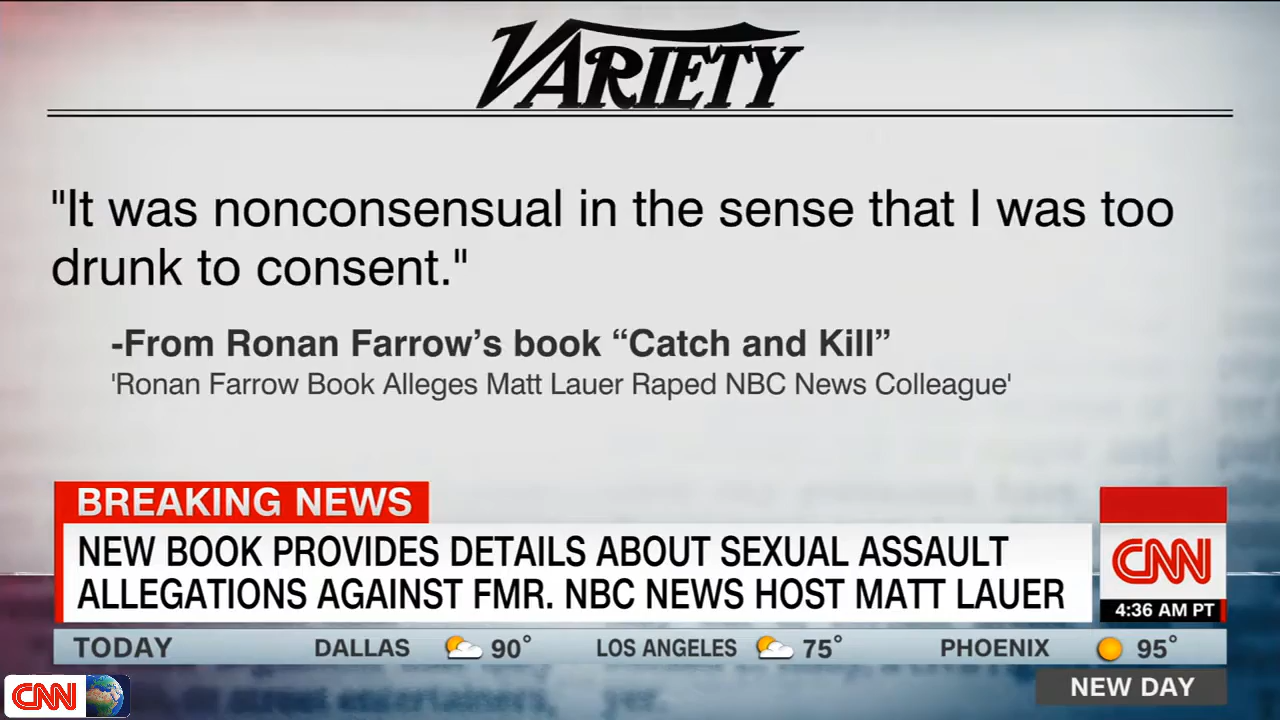 VARIETY
"It was nonconsensual in the sense that I was too
drunk to consent."
-From Ronan Farrow’s book “Catch and Kill”
'Ronan Farrow Book Alleges Matt Lauer Raped NBC News Colleague'
BREAKING NEWS
NEW BOOK PROVIDES DETAILS ABOUT SEXUAL ASSAULT
ALLEGATIONS AGAINST FMR. NBC NEWS HOST MATT LAUER
CNN
4:36 AM PT
TODAY DALLAS 90° LOS ANGELES 75° PHOENIX 95°
NEW DAY
CNN